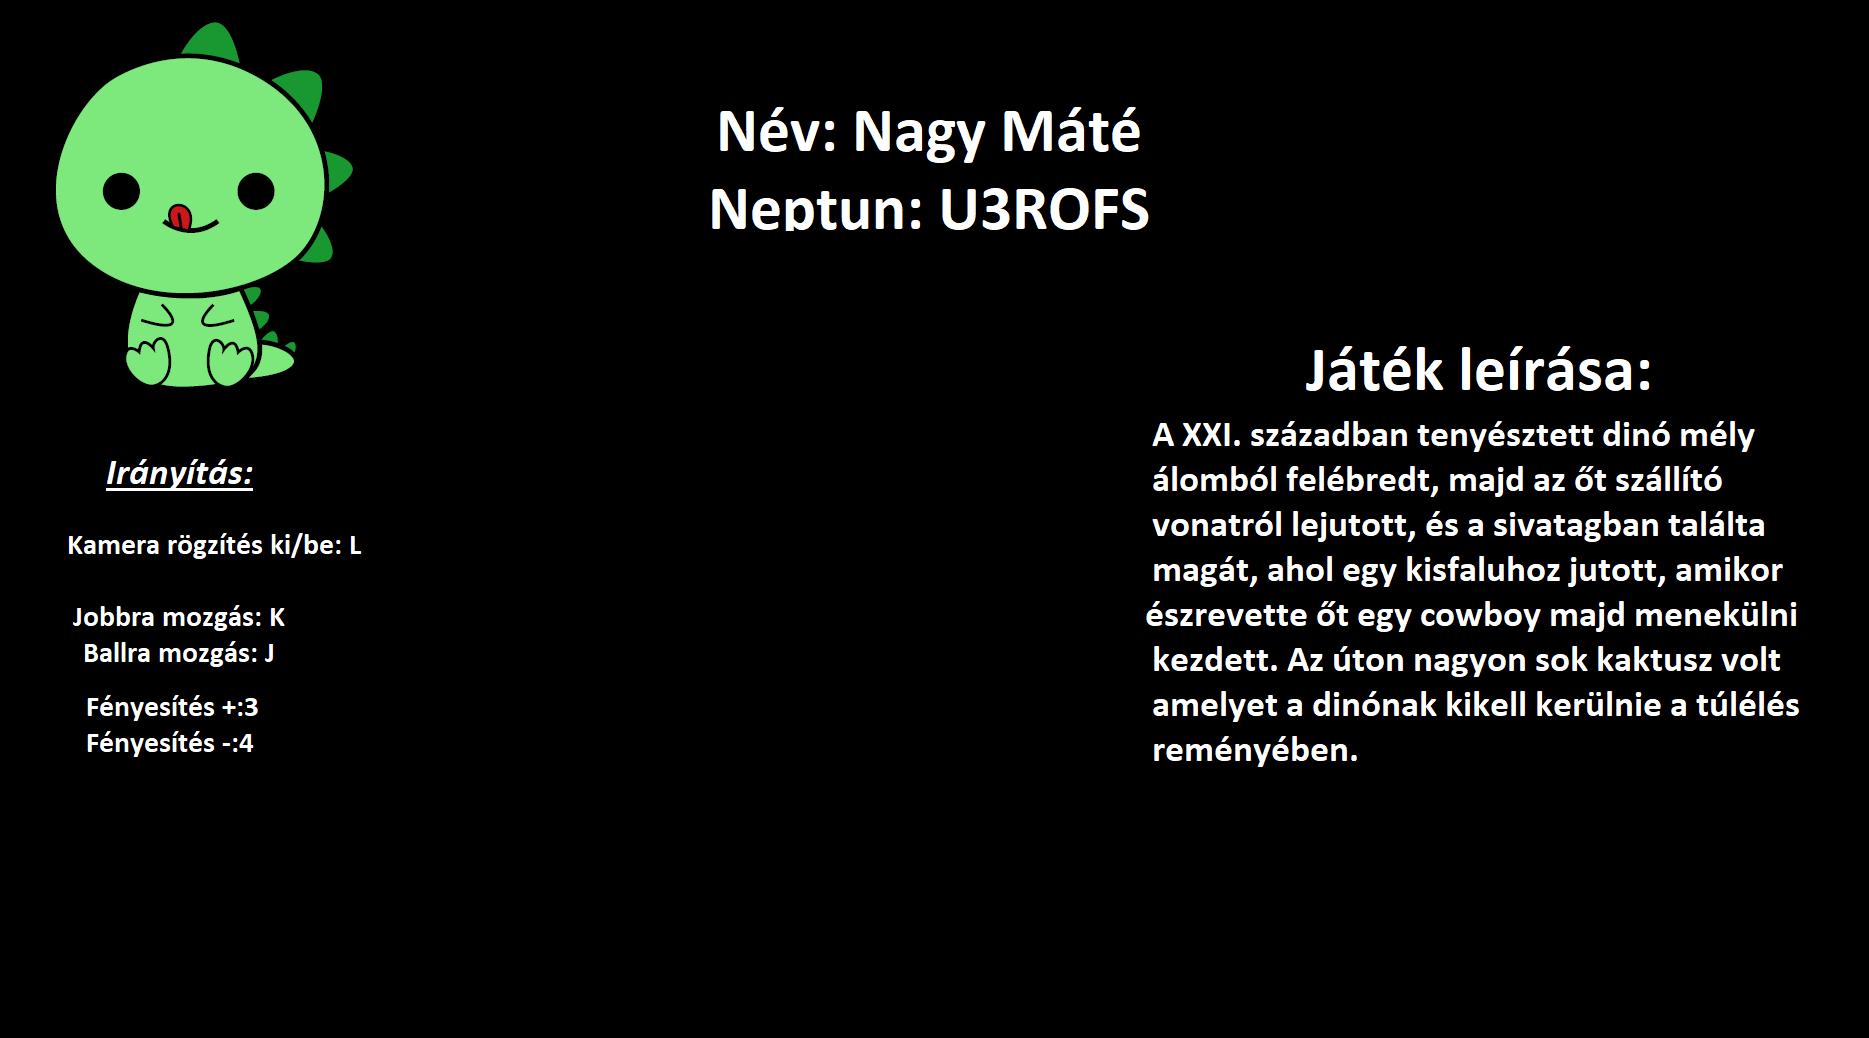 Név: Nagy Máté
Neptun: U3ROFS
Irányítás:
Kamera rögzítés ki/be: L
Jobbra mozgás: K
Ballra mozgás: J
Fényesítés +:3
Fényesítés -:4
Játék leírása:
A XXI. században tenyésztett dinó mély
álomból felébredt, majd az őt szállító
vonatról lejutott, és a sivatagban találta
magát, ahol egy kisfaluhoz jutott, amikor
észrevette őt egy cowboy majd menekülni
kezdett. Az úton nagyon sok kaktusz volt
amelyet a dinónak kikell kerülnie a túlélés
reményében.